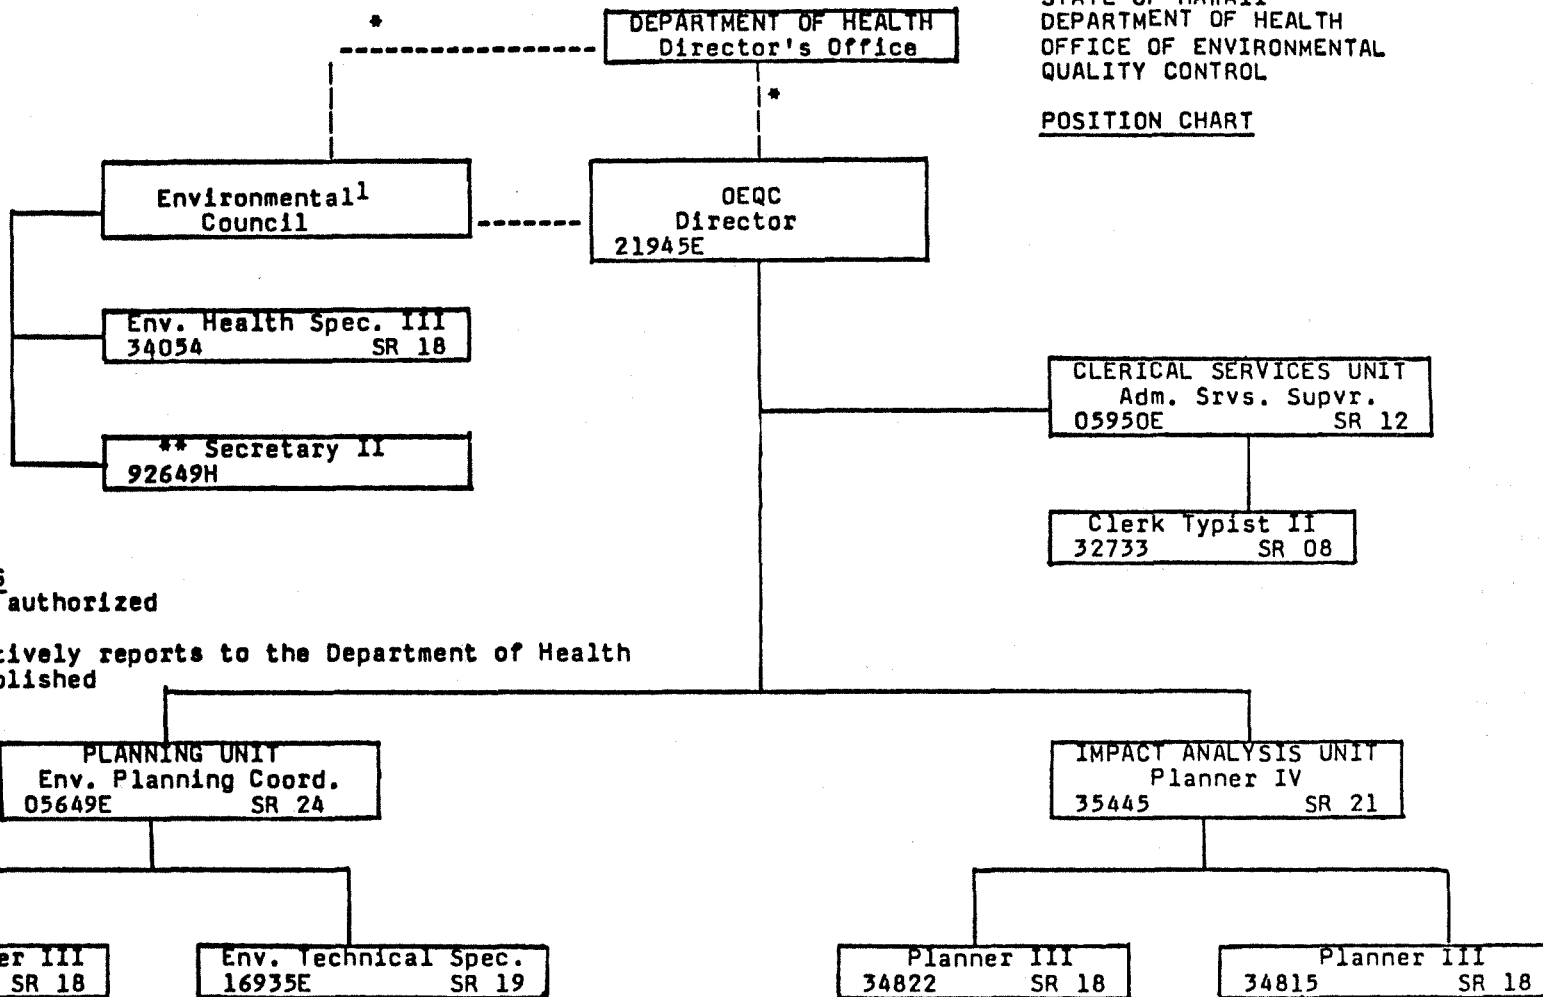 *
DEPARTMENT OF HEALTH
Director's Office
STATE OF HAWAII
DEPARTMENT OF HEALTH
OFFICE OF ENVIRONMENTAL
QUALITY CONTROL
POSITION CHART
*
Environmental1
Council
OEQC
Director
21945E
Env. Health Spec. III
34054 SR 18
** Secretary II
92649H
CLERICAL SERVICES UNIT
Adm. Srvs. Supvr.
05950E SR 12
Clerk Typist II
32733 SR 08
authorized
tively reports to the Department of Health
blished
PLANNING UNIT
Env. Planning Coord.
05649E SR 24
IMPACT ANALYSIS UNIT
Planner IV
35445 SR 21
er III
SR 18
Env. Technical Spec.
16935E SR 19
Planner III
34822 SR 18
Planner III
34815 SR 18